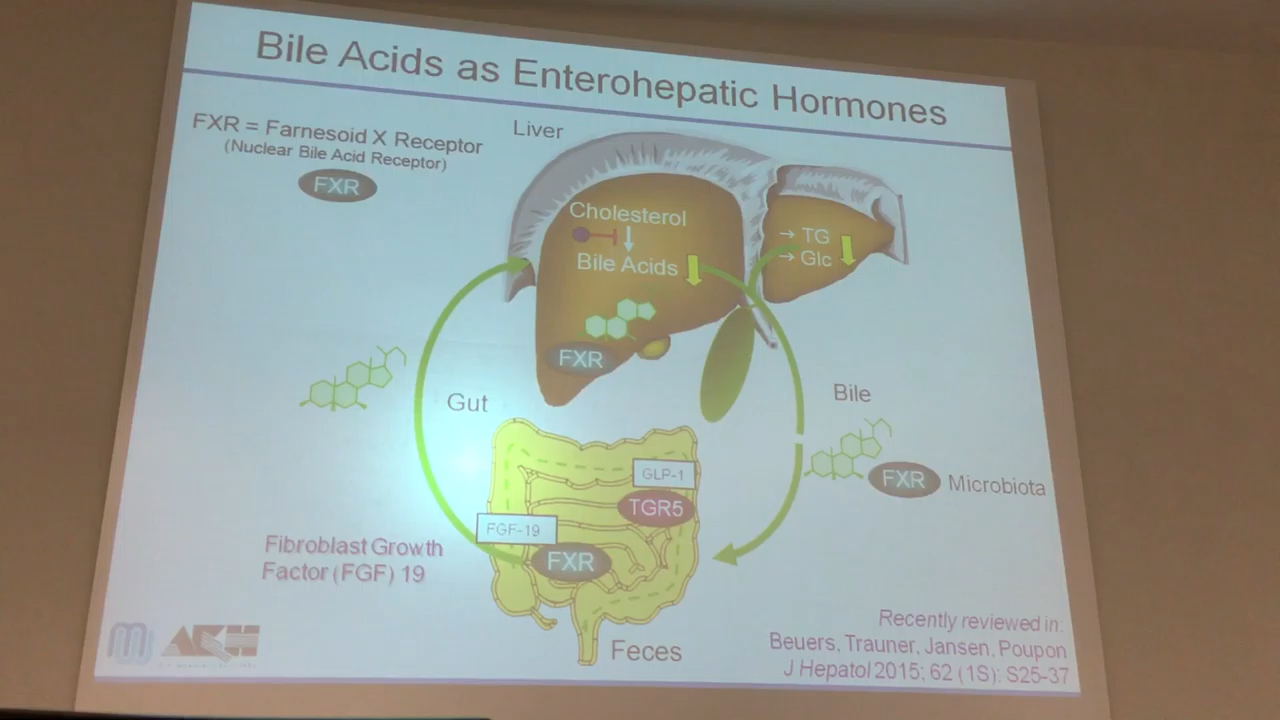 Bile Acids as Enterohepatic Hormones
FXR = Farnesoid X Receptor
(Nuclear Bile Acid Receptor)
FXR
Liver
Cholesterol
Bile Acids
→ TG
→ Glc
FXR
Gut
Bile
FXR
Microbiota
GLP-1
TGR5
FGF-19
FXR
Fibroblast Growth
Factor (FGF) 19
Feces
Recently reviewed in:
Beuers, Trauner, Jansen, Poupon
J Hepatol 2015; 62 (1S): S25-37
AKH